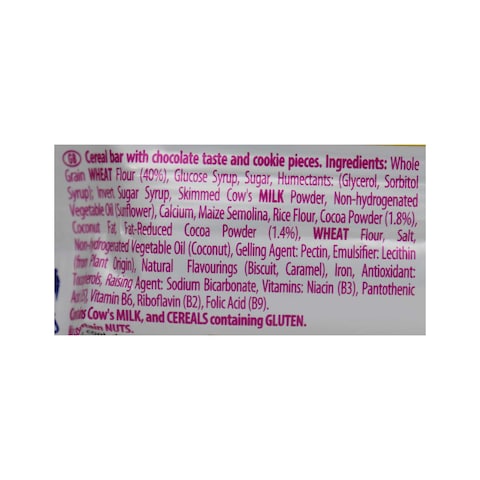 GB Cereal bar with chocolate taste and cookie pieces. Ingredients: Whole
Grain WHEAT Flour (40%), Glucose Syrup, Sugar, Humectants: (Glycerol, Sorbitol
Syrup); Invert Sugar Syrup, Skimmed Cow's MILK Powder, Non-hydrogenated
Vegetable Oil (Sunflower), Calcium, Maize Semolina, Rice Flour, Cocoa Powder (1.8%),
Coconut Fat, Fat-Reduced Cocoa Powder (1.4%), WHEAT Flour, Salt,
Non-hydrogenated Vegetable Oil (Coconut), Gelling Agent: Pectin, Emulsifier: Lecithin
(from Plant Origin), Natural Flavourings (Biscuit, Caramel), Iron, Antioxidant:
Tocopherols, Raising Agent: Sodium Bicarbonate, Vitamins: Niacin (B3), Pantothenic
Vitamin B6, Riboflavin (B2), Folic Acid (B9).
Cow's MILK, and CEREALS containing GLUTEN.
NUTS.